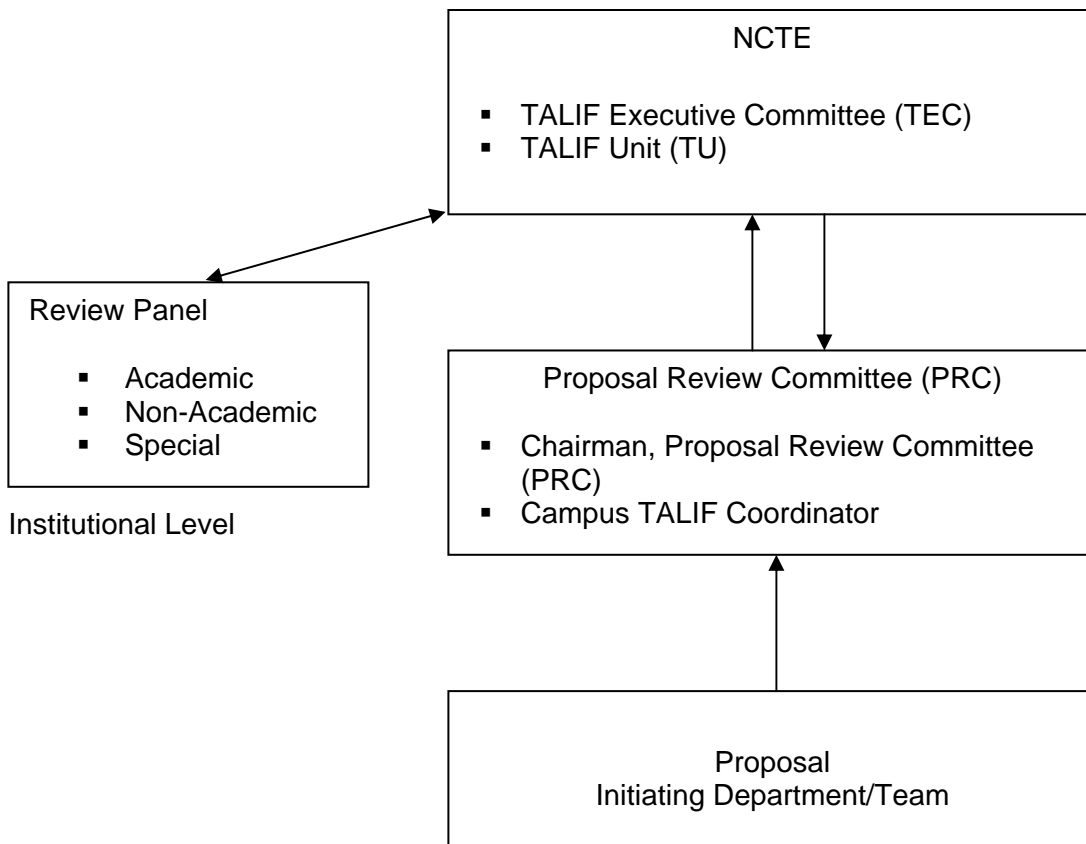 NCTE
▪ TALIF Executive Committee (TEC)
▪ TALIF Unit (TU)
Review Panel
▪ Academic
▪ Non-Academic
▪ Special
Institutional Level
Proposal Review Committee (PRC)
▪ Chairman, Proposal Review Committee
(PRC)
▪ Campus TALIF Coordinator
Proposal
Initiating Department/Team